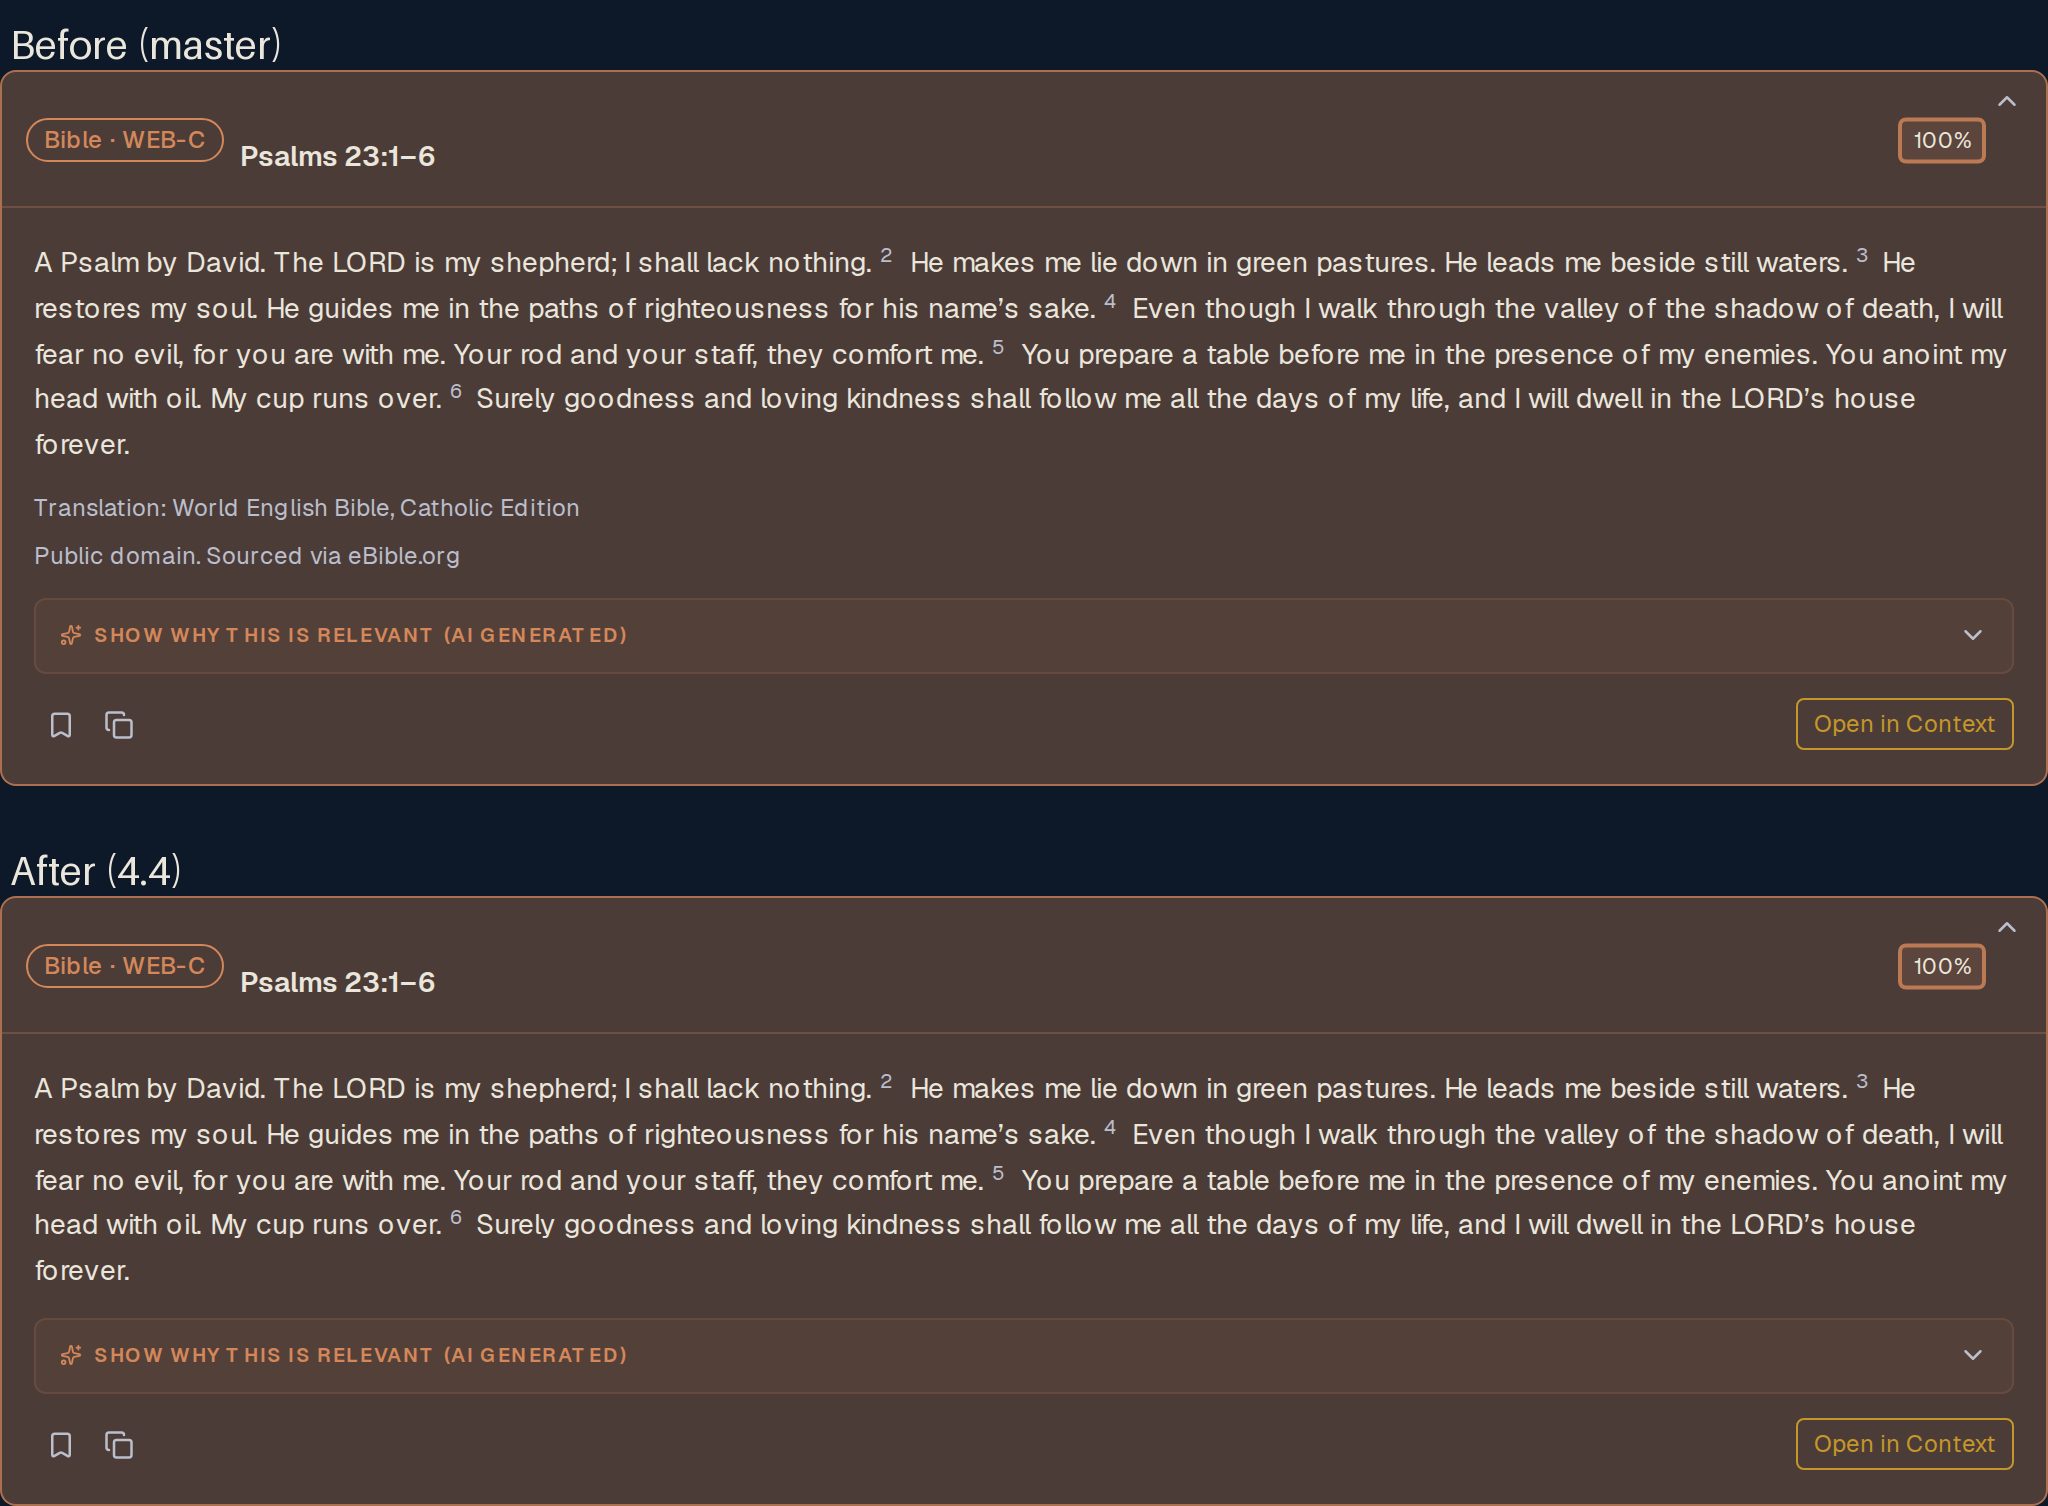 Before (master)
Bible · WEB-C
Psalms 23:1–6
100%
A Psalm by David. The LORD is my shepherd; I shall lack nothing. 2 He makes me lie down in green pastures. He leads me beside still waters. 3 He
restores my soul. He guides me in the paths of righteousness for his name’s sake. 4 Even though I walk through the valley of the shadow of death, I will
fear no evil, for you are with me. Your rod and your staff, they comfort me. 5 You prepare a table before me in the presence of my enemies. You anoint my
head with oil. My cup runs over. 6 Surely goodness and loving kindness shall follow me all the days of my life, and I will dwell in the LORD’s house
forever.
Translation: World English Bible, Catholic Edition
Public domain. Sourced via eBible.org
SHOW WHY THIS IS RELEVANT (AI GENERATED)
Open in Context
After (4.4)
Bible · WEB-C
Psalms 23:1–6
100%
A Psalm by David. The LORD is my shepherd; I shall lack nothing. 2 He makes me lie down in green pastures. He leads me beside still waters. 3 He
restores my soul. He guides me in the paths of righteousness for his name’s sake. 4 Even though I walk through the valley of the shadow of death, I will
fear no evil, for you are with me. Your rod and your staff, they comfort me. 5 You prepare a table before me in the presence of my enemies. You anoint my
head with oil. My cup runs over. 6 Surely goodness and loving kindness shall follow me all the days of my life, and I will dwell in the LORD’s house
forever.
SHOW WHY THIS IS RELEVANT (AI GENERATED)
Open in Context